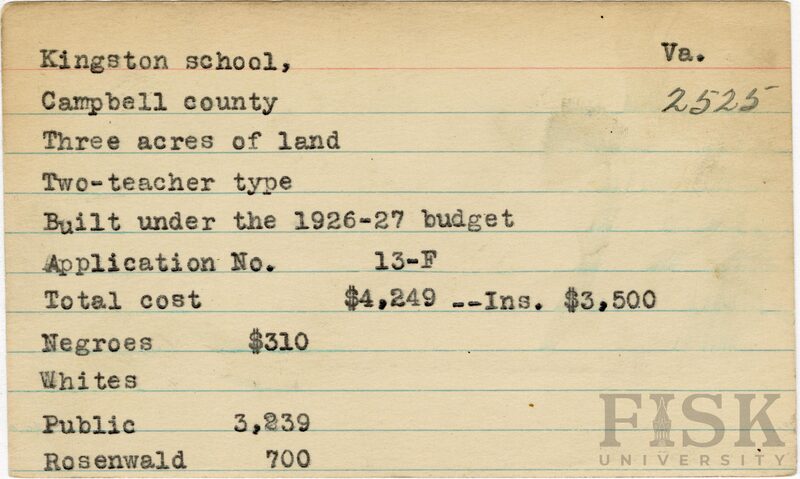 Kingston school, Va.
Campbell county 2525
Three acres of land
Two-teacher type
Built under the 1926-27 budget
Application No. 13-F
Total cost $4,249 --Ins. $3,500
Negroes $310
Whites
Public 3,239
Rosenwald 700
FISK
UNIVERSITY